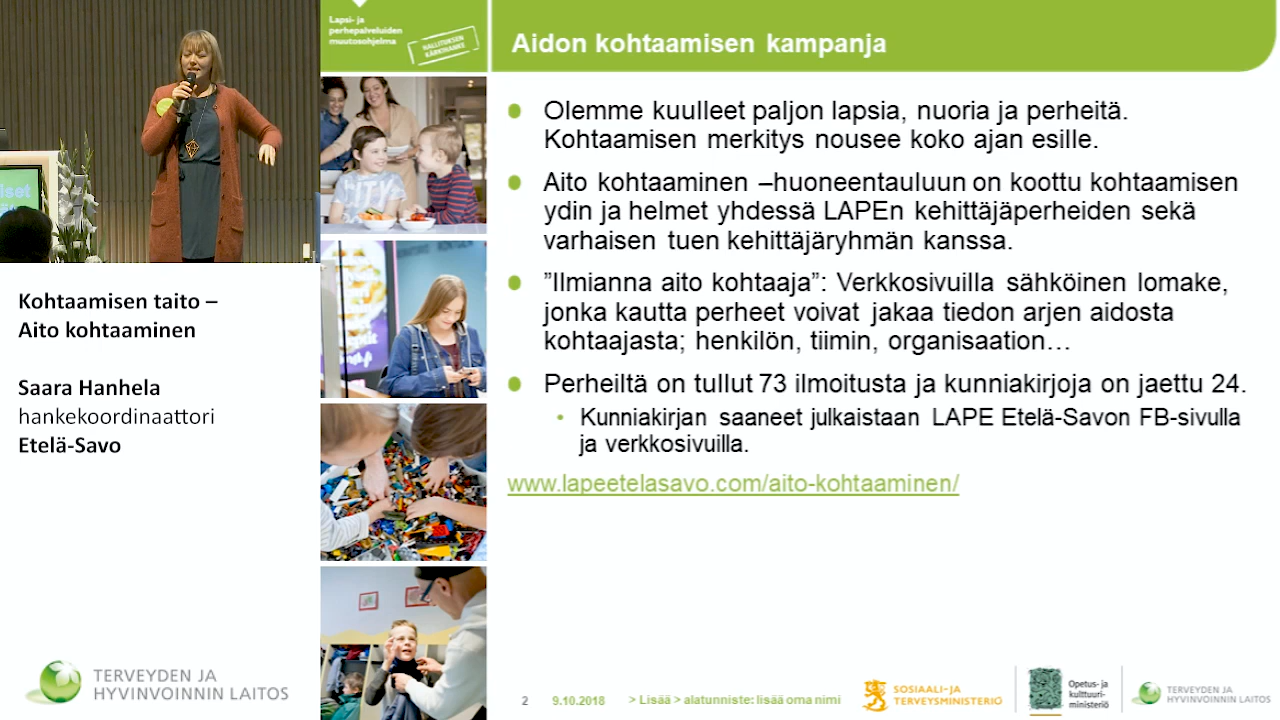 Lapsi- ja
perhepalveluiden
muutosohjelma
HALLITUKSEN
KÄRKIHANKE
Aidon kohtaamisen kampanja
Olemme kuulleet paljon lapsia, nuoria ja perheitä.
Kohtaamisen merkitys nousee koko ajan esille.
Aito kohtaaminen –huoneentauluun on koottu kohtaamisen
ydin ja helmet yhdessä LAPEn kehittäjäperheiden sekä
varhaisen tuen kehittäjäryhmän kanssa.
”Ilmianna aito kohtaaja”: Verkkosivuilla sähköinen lomake,
jonka kautta perheet voivat jakaa tiedon arjen aidosta
kohtaajasta; henkilön, tiimin, organisaation…
Perheiltä on tullut 73 ilmoitusta ja kunniakirjoja on jaettu 24.
Kunniakirjan saaneet julkaistaan LAPE Etelä-Savon FB-sivulla
ja verkkosivuilla.
www.lapeetelasavo.com/aito-kohtaaminen/
Kohtaamisen taito –
Aito kohtaaminen
Saara Hanhela
hankekoordinaattori
Etelä-Savo
TERVEYDEN JA
HYVINVOINNIN LAITOS
2 9.10.2018 > Lisää > alatunniste: lisää oma nimi
SOSIAALI- JA
TERVEYSMINISTERIÖ
Opetus- ja
kulttuuri-
ministeriö
TERVEYDEN JA
HYVINVOINNIN LAITOS